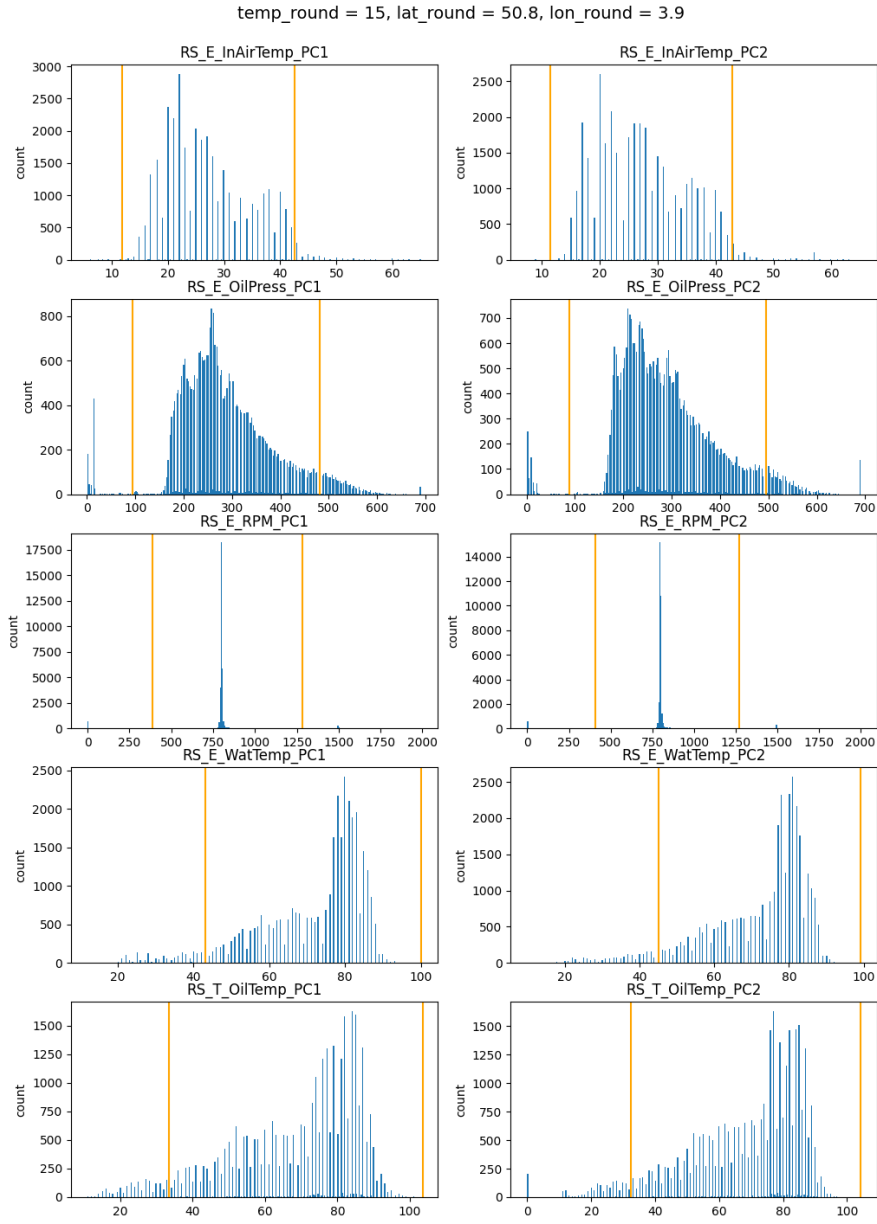 temp_round = 15, lat_round = 50.8, lon_round = 3.9
RS_E_InAirTemp_PC1 RS_E_InAirTemp_PC2
3000
2500
2000
1500
1000
500
0
count
10 20 30 40 50 60
2500
2000
1500
1000
500
0
count
10 20 30 40 50 60
RS_E_OilPress_PC1 RS_E_OilPress_PC2
800
600
400
200
0
count
0 100 200 300 400 500 600 700
700
600
500
400
300
200
100
0
count
0 100 200 300 400 500 600 700
RS_E_RPM_PC1 RS_E_RPM_PC2
17500
15000
12500
10000
7500
5000
2500
0
count
0 250 500 750 1000 1250 1500 1750 2000
14000
12000
10000
8000
6000
4000
2000
0
count
0 250 500 750 1000 1250 1500 1750 2000
RS_E_WatTemp_PC1 RS_E_WatTemp_PC2
2500
2000
1500
1000
500
0
count
20 40 60 80 100
2500
2000
1500
1000
500
0
count
20 40 60 80 100
RS_T_OilTemp_PC1 RS_T_OilTemp_PC2
1500
1250
1000
750
500
250
0
count
20 40 60 80 100
1500
1250
1000
750
500
250
0
count
0 20 40 60 80 100